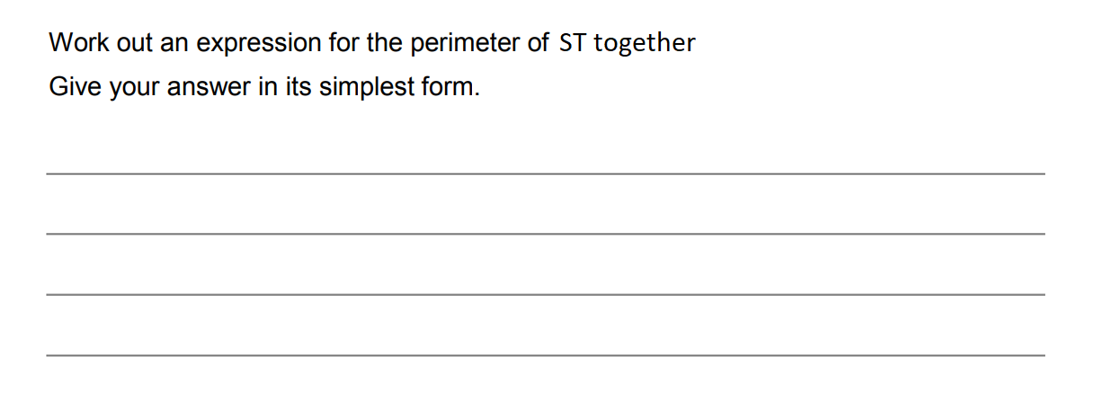 Work out an expression for the perimeter of ST together
Give your answer in its simplest form.